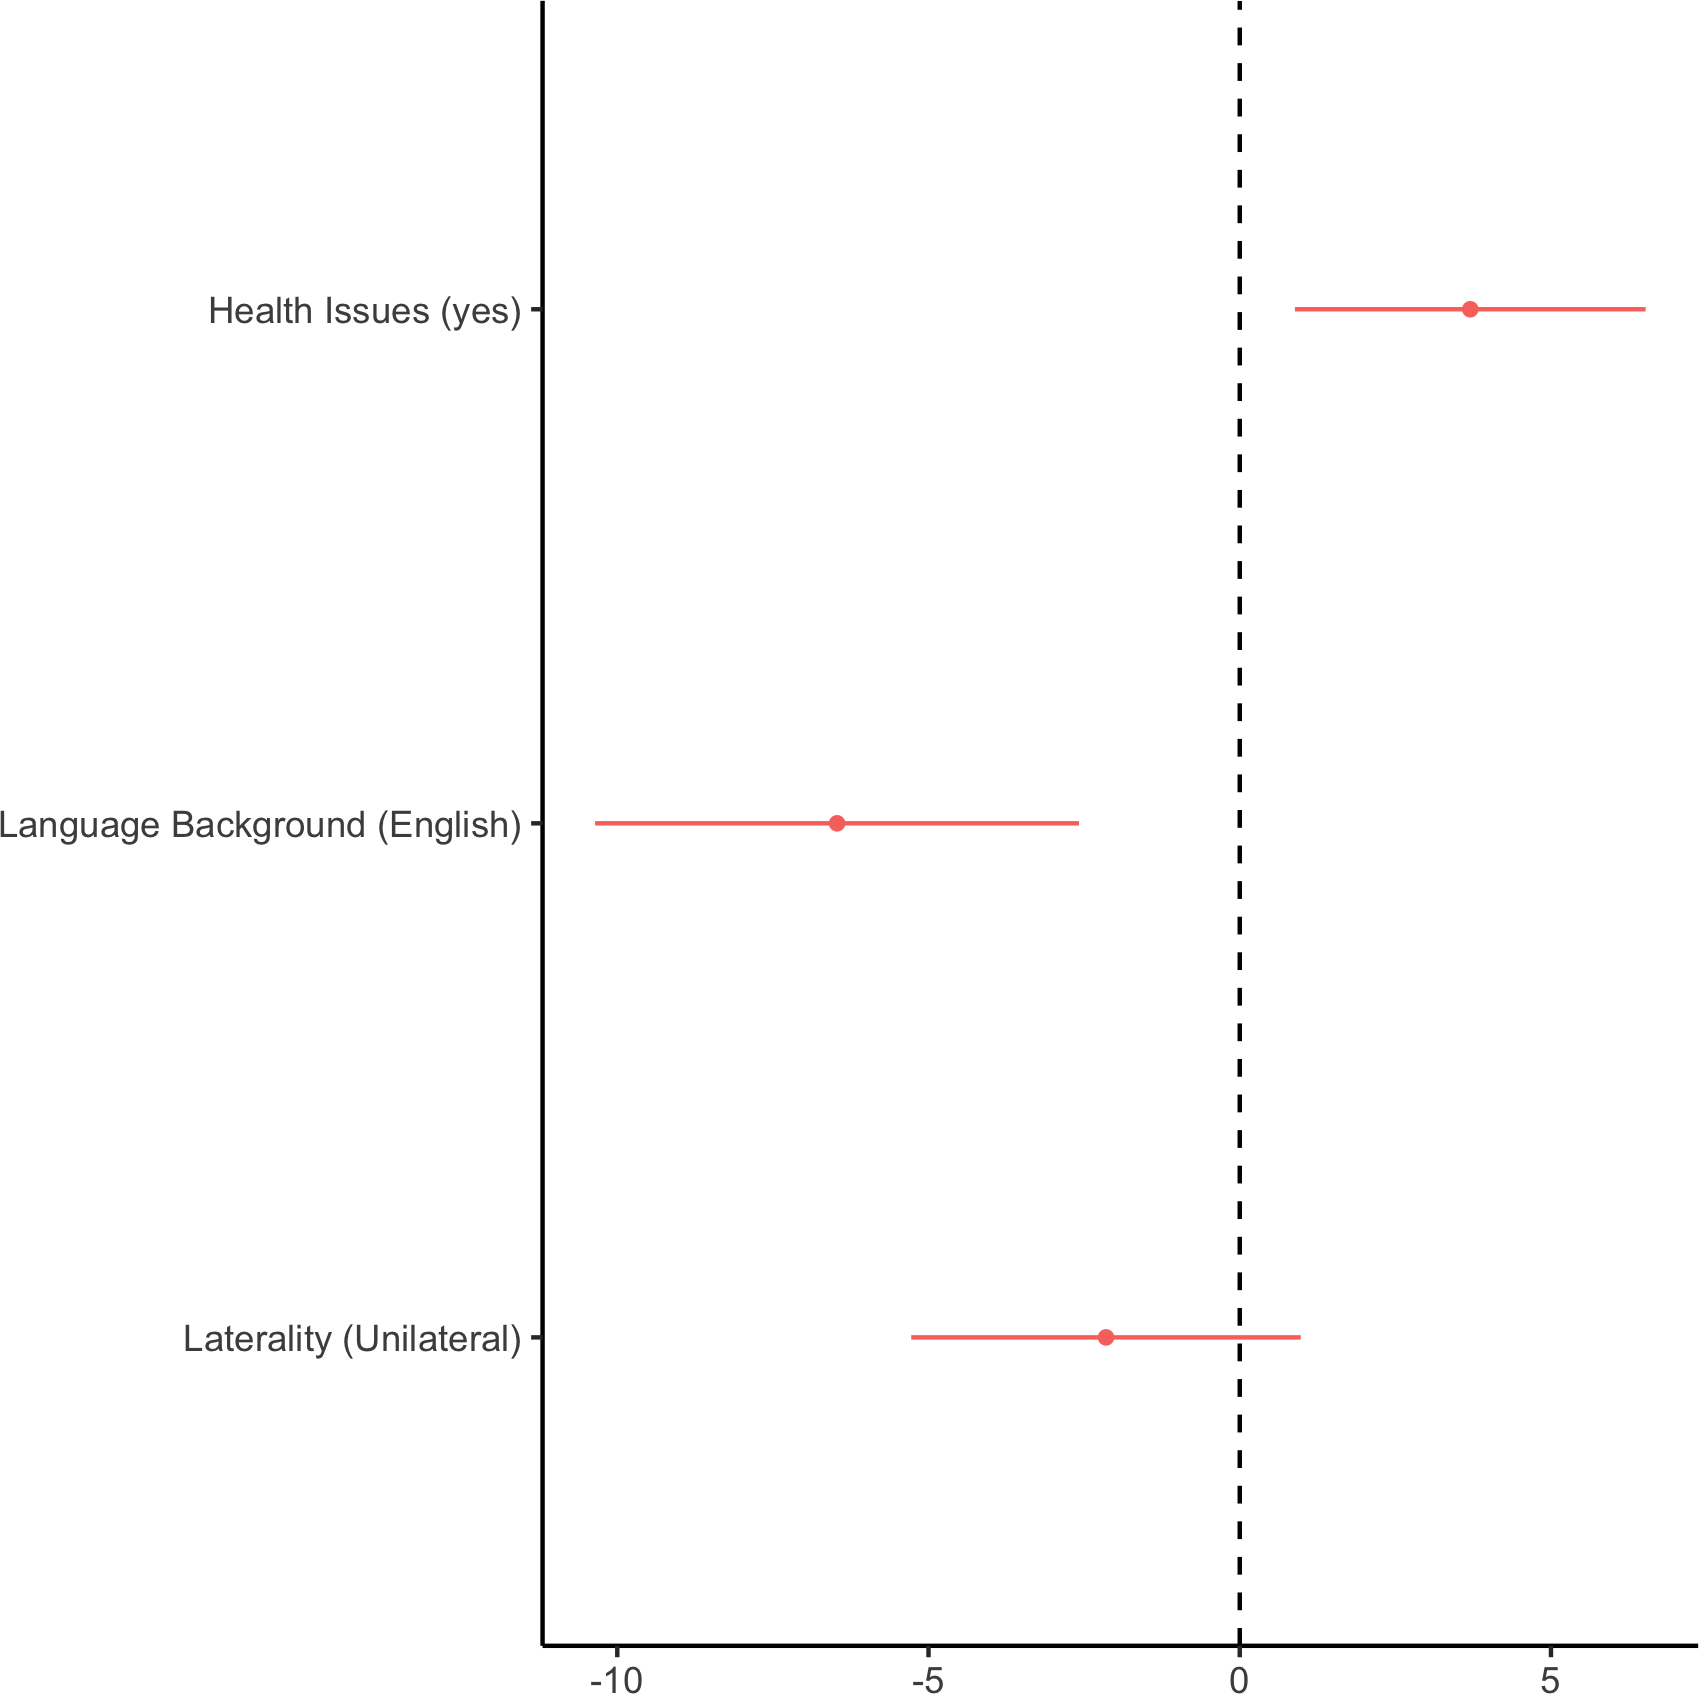 Health Issues (yes)
Language Background (English)
Laterality (Unilateral)
-10 -5 0 5